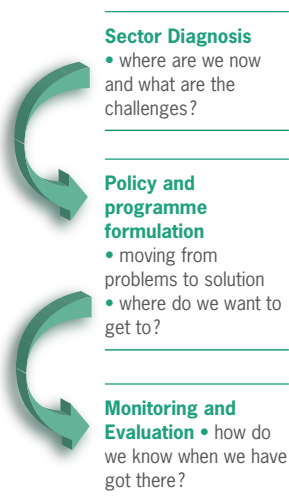 Sector Diagnosis
• where are we now
and what are the
challenges?
Policy and
programme
formulation
• moving from
problems to solution
• where do we want to
get to?
Monitoring and
Evaluation • how do
we know when we have
got there?